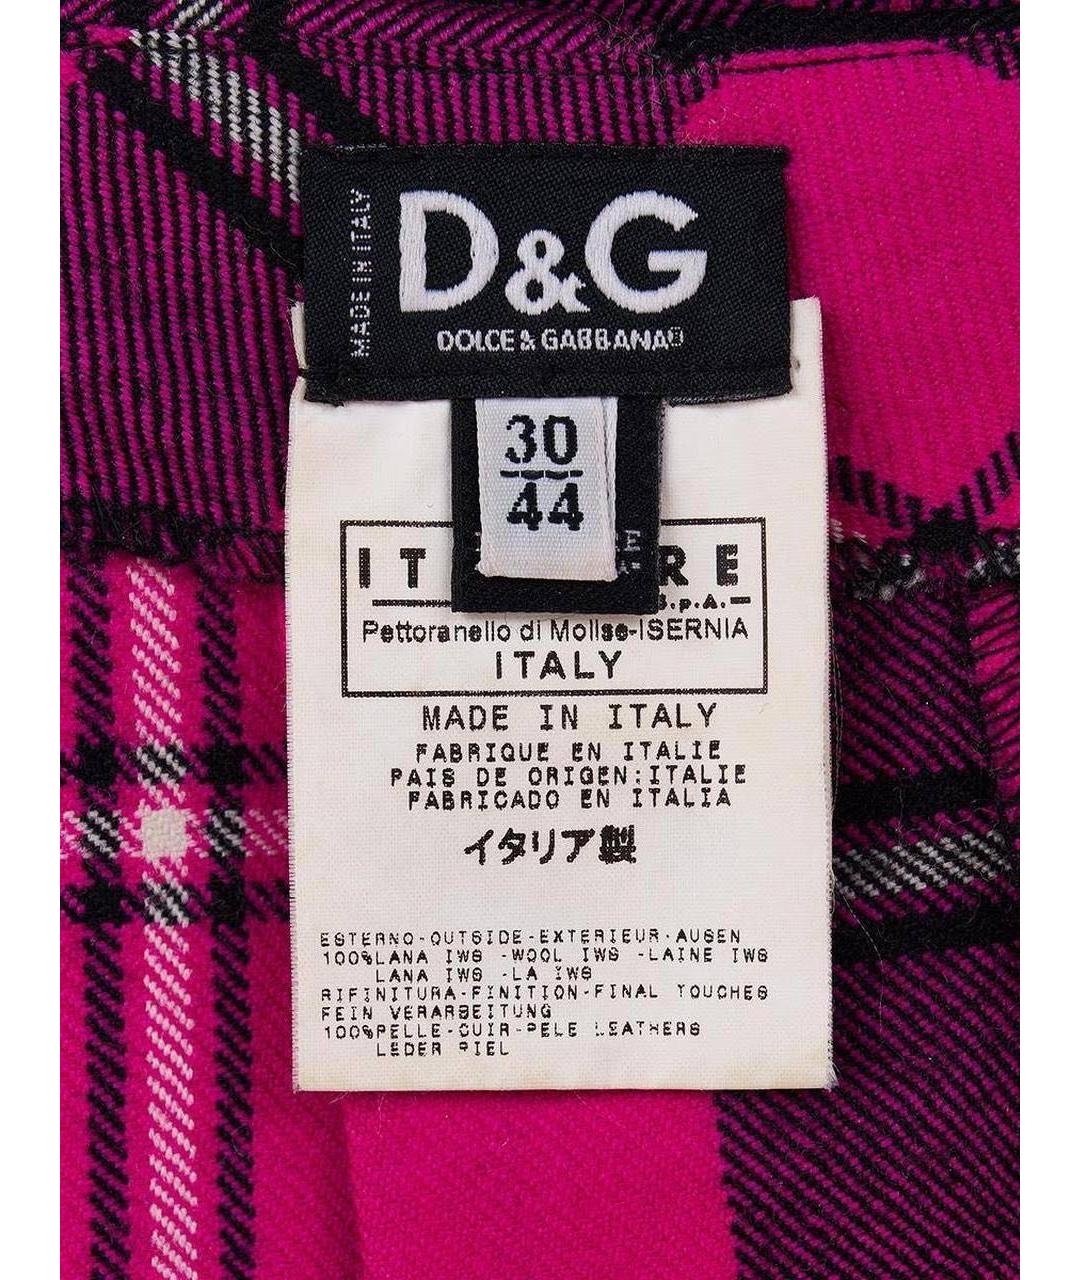 MADE IN ITALY
D&G
DOLCE & GABBANA®
30
44
S.p.A.
Pettoranello di Molise-ISERNIA
ITALY
MADE IN ITALY
FABRIQUE EN ITALIE
PAIS DE ORIGEN:ITALIE
FABRICADO EN ITALIA
イタリア製
ESTERNO-OUTSIDE-EXTERIEUR-AUSEN
100%LANA IWS -WOOL IWS -LAINE IWS
LANA IWS -LA IWS
RIFINITURA-FINITION-FINAL TOUCHES
FEIN VERARBEITUNG
100%PELLE-CUIR-PELE LEATHERS
LEDER PIEL